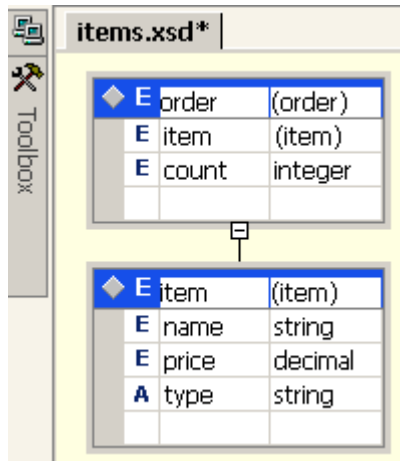 items.xsd*
Toolbox
E order (order)
E item (item)
E count integer
E item (item)
E name string
E price decimal
A type string